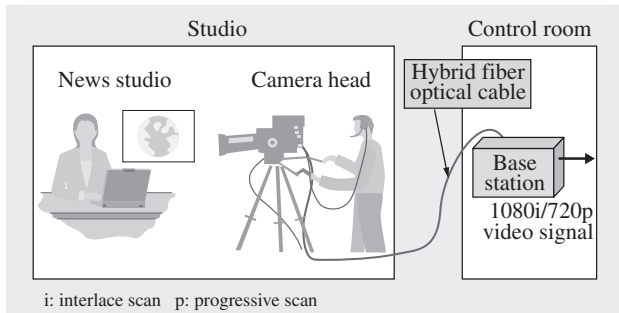 Studio
Control room
News studio
Camera head
Hybrid fiber
optical cable
Base
station
1080i/720p
video signal
i: interlace scan p: progressive scan